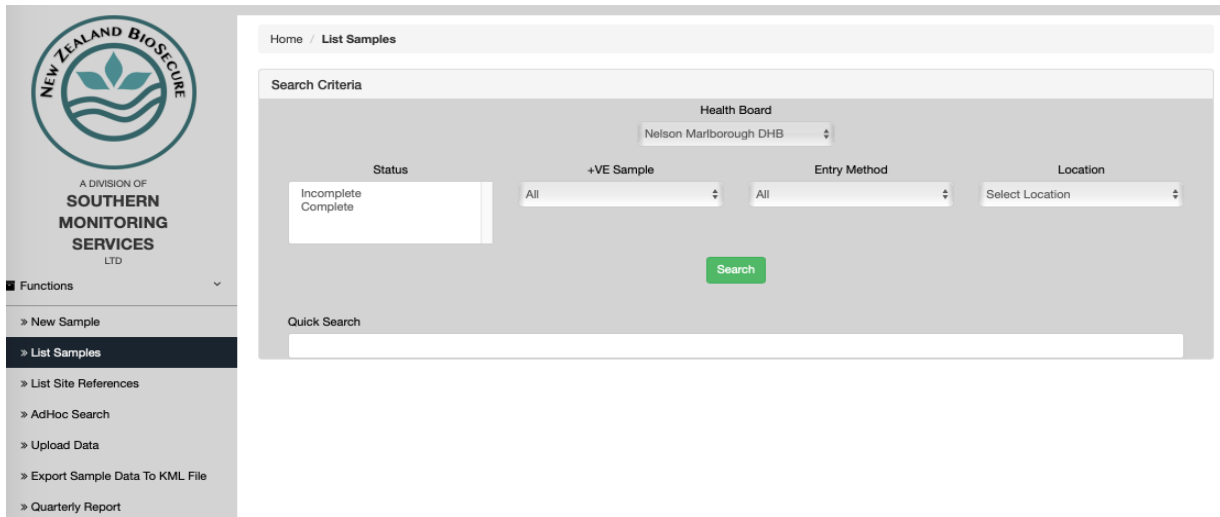 NEW ZEALAND BIOSECURE
A DIVISION OF
SOUTHERN
MONITORING
SERVICES
LTD
Functions
» New Sample
» List Samples
» List Site References
» AdHoc Search
» Upload Data
» Export Sample Data To KML File
» Quarterly Report
Home / List Samples
Search Criteria
Health Board
Nelson Marlborough DHB
Status
+VE Sample
Entry Method
Location
Incomplete
Complete
All
All
Select Location
Search
Quick Search